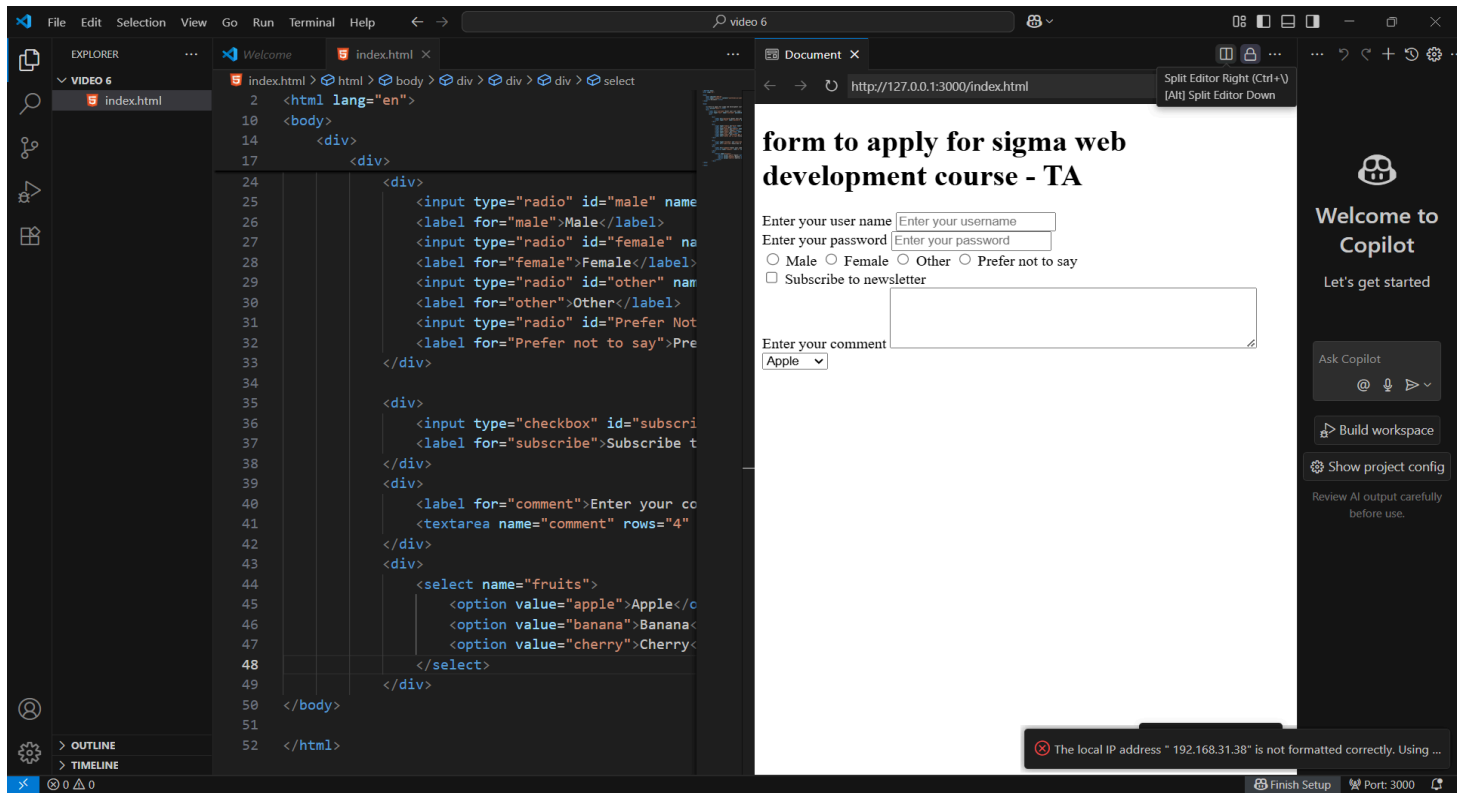 File Edit Selection View Go Run Terminal Help video 6
EXPLORER
VIDEO 6
index.html
OUTLINE
TIMELINE
Welcome index.html
index.html > html > body > div > div > div > select
2 <html lang="en">
10 <body>
14 <div>
17 <div>
24 <div>
25 <input type="radio" id="male" name
26 <label for="male">Male</label>
27 <input type="radio" id="female" na
28 <label for="female">Female</label>
29 <input type="radio" id="other" nam
30 <label for="other">Other</label>
31 <input type="radio" id="Prefer Not
32 <label for="Prefer not to say">Pre
33 </div>
34
35 <div>
36 <input type="checkbox" id="subscri
37 <label for="subscribe">Subscribe t
38 </div>
39 <div>
40 <label for="comment">Enter your co
41 <textarea name="comment" rows="4"
42 </div>
43 <div>
44 <select name="fruits">
45 <option value="apple">Apple</o
46 <option value="banana">Banana<
47 <option value="cherry">Cherry<
48 </select>
49 </div>
50 </body>
51
52 </html>
Document
http://127.0.0.1:3000/index.html
Split Editor Right (Ctrl+\)
[Alt] Split Editor Down
form to apply for sigma web
development course - TA
Enter your user name Enter your username
Enter your password Enter your password
Male Female Other Prefer not to say
Subscribe to newsletter
Enter your comment
Apple
Welcome to
Copilot
Let's get started
Ask Copilot
Build workspace
Show project config
Review AI output carefully
before use.
The local IP address " 192.168.31.38" is not formatted correctly. Using ...
0 0
Finish Setup Port: 3000